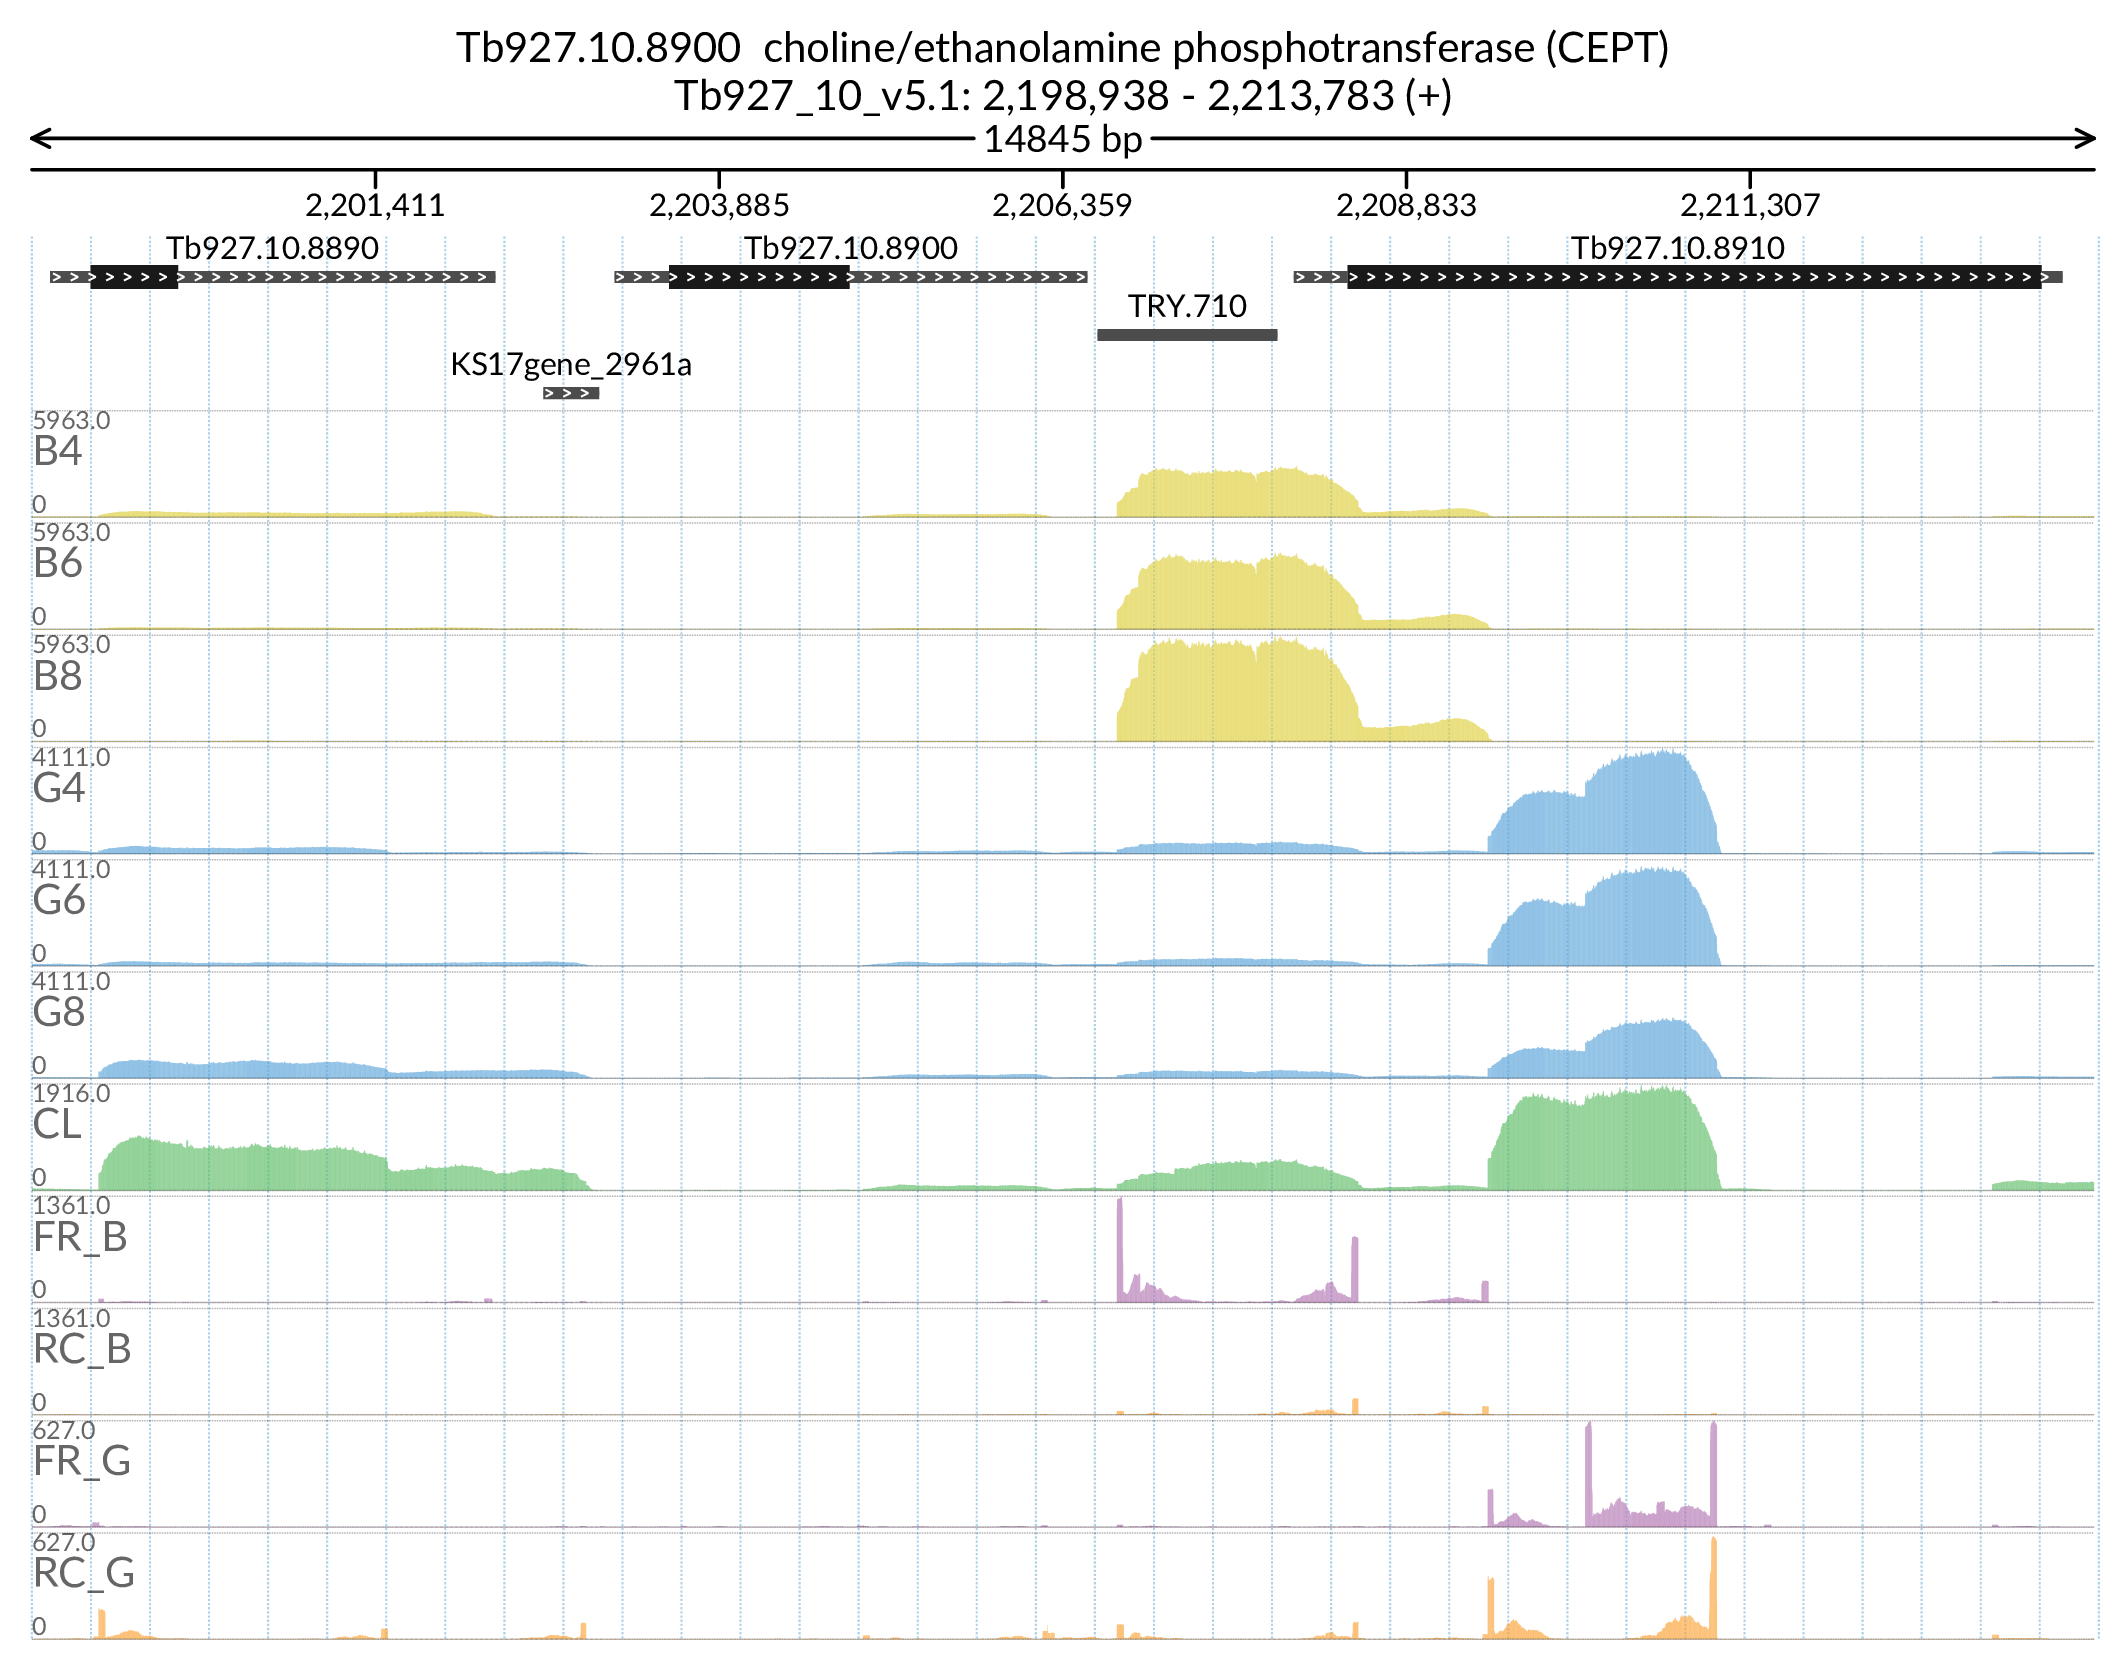 Tb927.10.8900  choline/ethanolamine phosphotransferase (CEPT)
Tb927_10_v5.1: 2,198,938 - 2,213,783 (+)
14845 bp
2,201,411 2,203,885 2,206,359 2,208,833 2,211,307
Tb927.10.8890 Tb927.10.8900 Tb927.10.8910
TRY.710
KS17gene_2961a
5963.0
B4
0
5963.0
B6
0
5963.0
B8
0
4111.0
G4
0
4111.0
G6
0
4111.0
G8
0
1916.0
CL
0
1361.0
FR_B
0
1361.0
RC_B
0
627.0
FR_G
0
627.0
RC_G
0